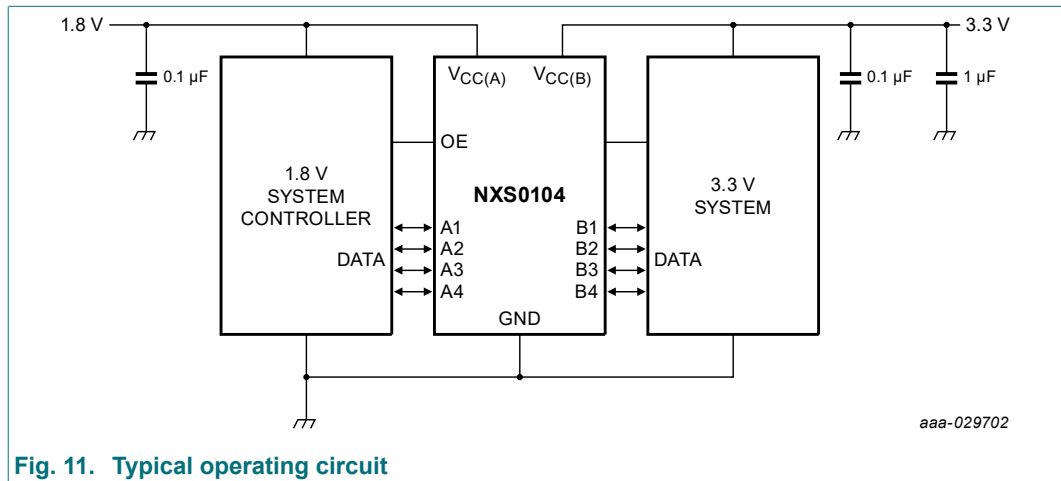 1.8 V
3.3 V
0.1 µF
VCC(A)
VCC(B)
0.1 µF
1 µF
OE
1.8 V
SYSTEM
CONTROLLER
NXS0104
3.3 V
SYSTEM
DATA
A1
A2
A3
A4
B1
B2
B3
B4
DATA
GND
aaa-029702
Fig. 11. Typical operating circuit